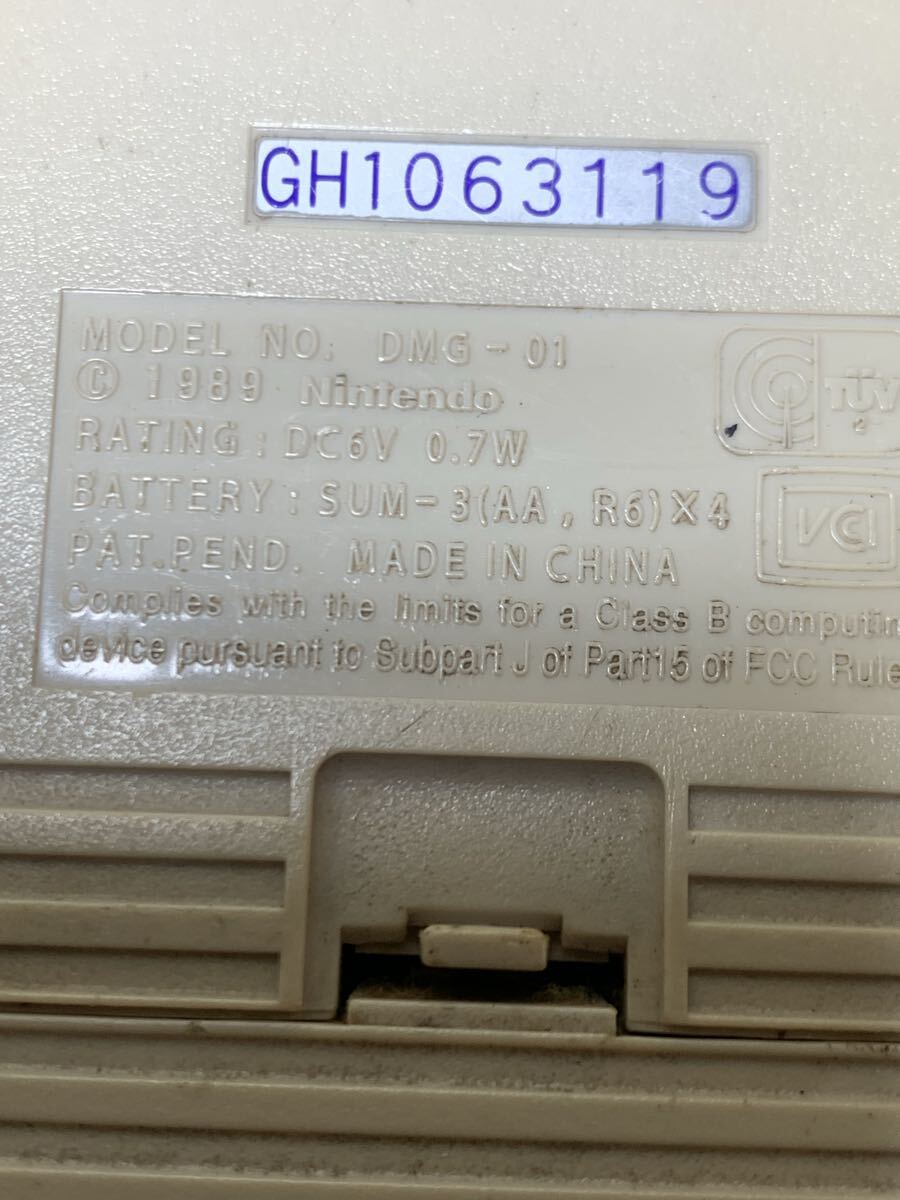 GH1063119
MODEL NO. DMG-01
© 1989 Nintendo
RATING : DC6V 0.7W
BATTERY : SUM-3(AA, R6)×4
PAT.PEND. MADE IN CHINA
Complies with the limits for a Class B computin
device pursuant to Subpart J of Part15 of FCC Rule
TÜV
VCI